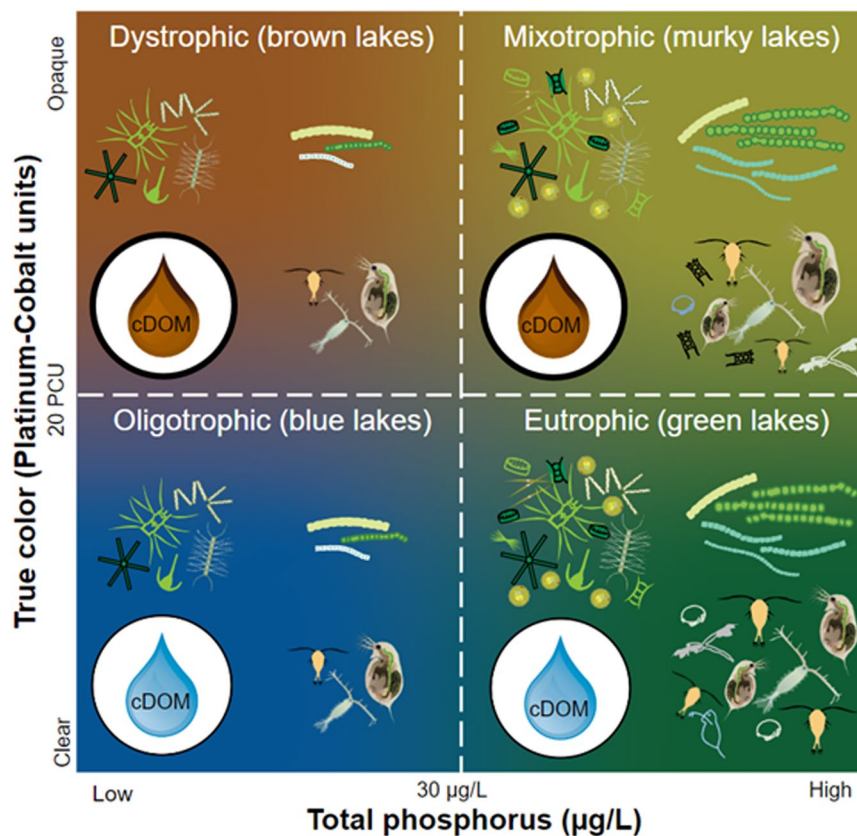 Dystrophic (brown lakes)
Mixotrophic (murky lakes)
Opaque
cDOM
cDOM
True color (Platinum-Cobalt units)
20 PCU
Oligotrophic (blue lakes)
Eutrophic (green lakes)
cDOM
cDOM
Clear
Low
30 µg/L
High
Total phosphorus (µg/L)